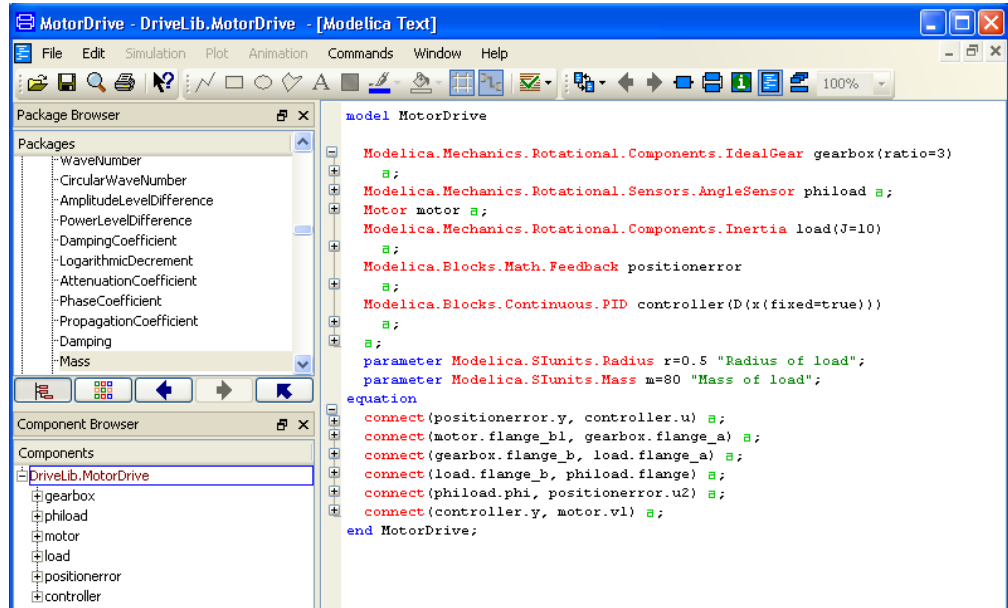 MotorDrive - DriveLib.MotorDrive - [Modelica Text]
File Edit Simulation Plot Animation Commands Window Help
A 100%
Package Browser
Packages
WaveNumber
CircularWaveNumber
AmplitudeLevelDifference
PowerLevelDifference
DampingCoefficient
LogarithmicDecrement
AttenuationCoefficient
PhaseCoefficient
PropagationCoefficient
Damping
Mass
Component Browser
Components
DriveLib.MotorDrive
gearbox
phiload
motor
load
positionerror
controller
model MotorDrive
Modelica.Mechanics.Rotational.Components.IdealGear gearbox(ratio=3)
a;
Modelica.Mechanics.Rotational.Sensors.AngleSensor phiload a;
Motor motor a;
Modelica.Mechanics.Rotational.Components.Inertia load(J=10)
a;
Modelica.Blocks.Math.Feedback positionerror
a;
Modelica.Blocks.Continuous.PID controller(D(x(fixed=true)))
a;
a;
parameter Modelica.SIunits.Radius r=0.5 "Radius of load";
parameter Modelica.SIunits.Mass m=80 "Mass of load";
equation
connect(positionerror.y, controller.u) a;
connect(motor.flange_b1, gearbox.flange_a) a;
connect(gearbox.flange_b, load.flange_a) a;
connect(load.flange_b, phiload.flange) a;
connect(phiload.phi, positionerror.u2) a;
connect(controller.y, motor.v1) a;
end MotorDrive;